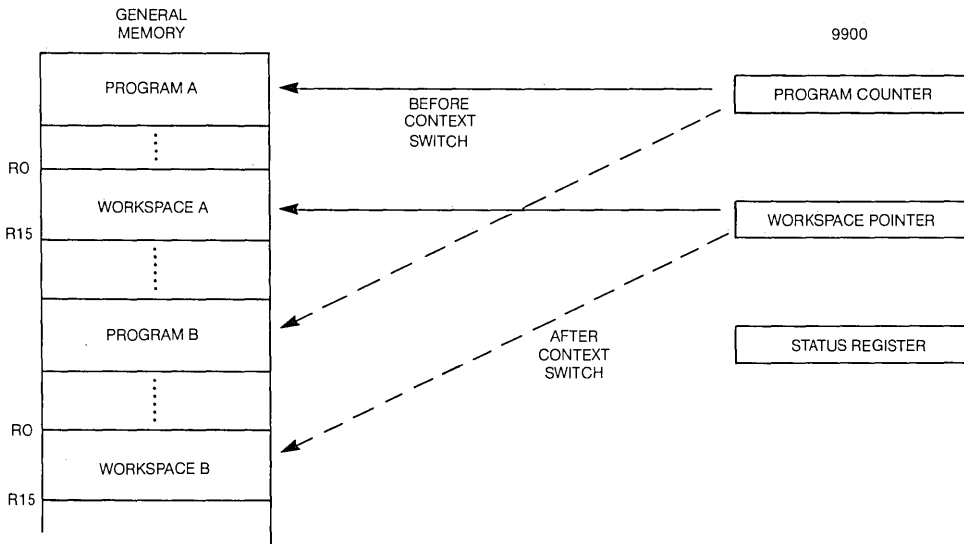 GENERAL
MEMORY
9900
PROGRAM A
PROGRAM COUNTER
BEFORE
CONTEXT
SWITCH
R0
WORKSPACE A
WORKSPACE POINTER
R15
PROGRAM B
AFTER
CONTEXT
SWITCH
STATUS REGISTER
R0
WORKSPACE B
R15